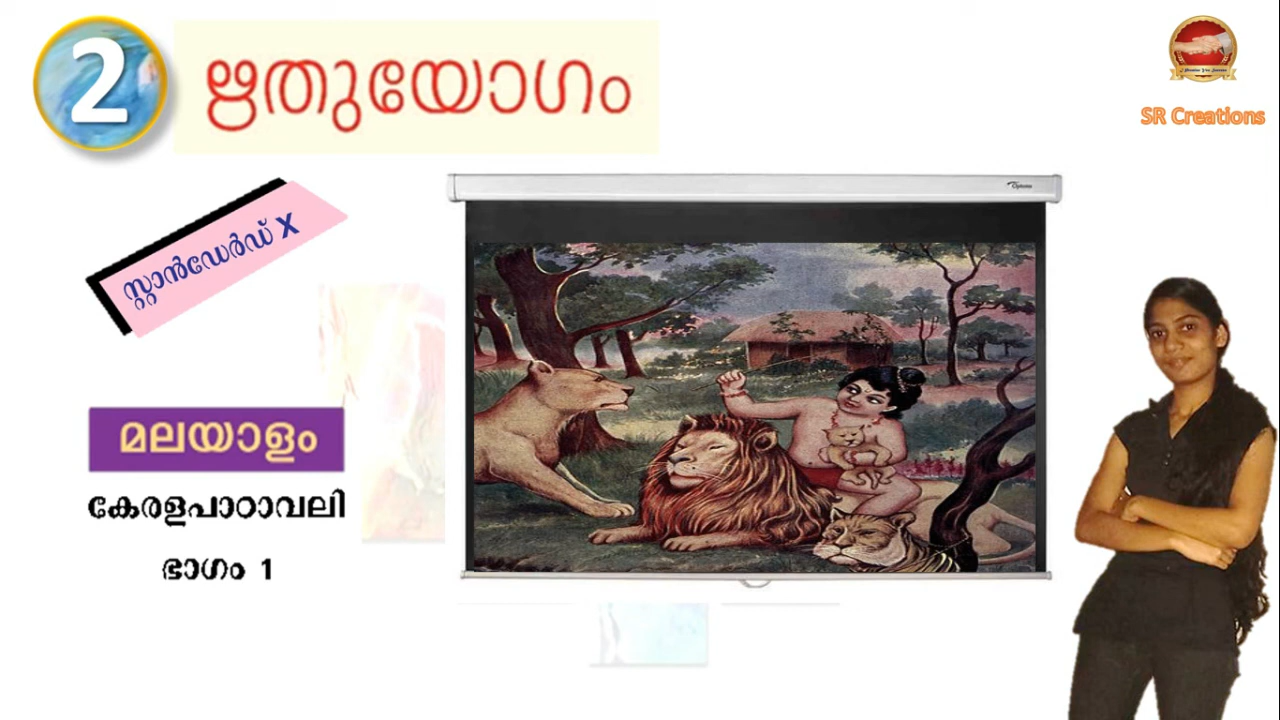 2
ഋതുയോഗം
SR Creations
സ്റ്റാൻഡേർഡ് X
മലയാളം
കേരളപാഠാവലി
ഭാഗം 1